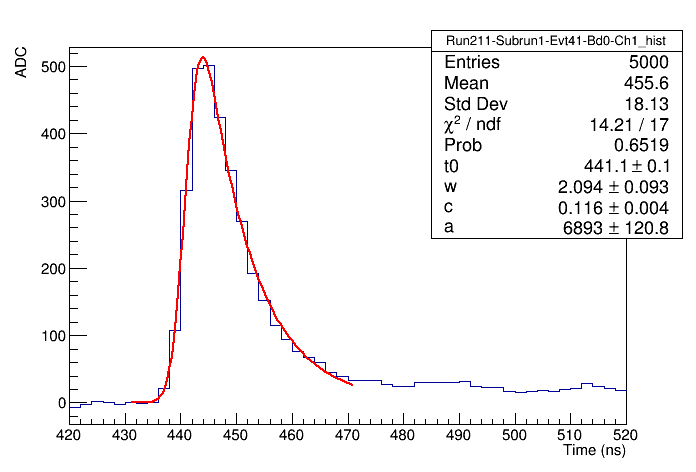 Run211-Subrun1-Evt41-Bd0-Ch1_hist
Entries 5000
Mean 455.6
Std Dev 18.13
χ² / ndf 14.21 / 17
Prob 0.6519
t0 441.1 ± 0.1
w 2.094 ± 0.093
c 0.116 ± 0.004
a 6893 ± 120.8
ADC
500
400
300
200
100
0
420 430 440 450 460 470 480 490 500 510 520
Time (ns)